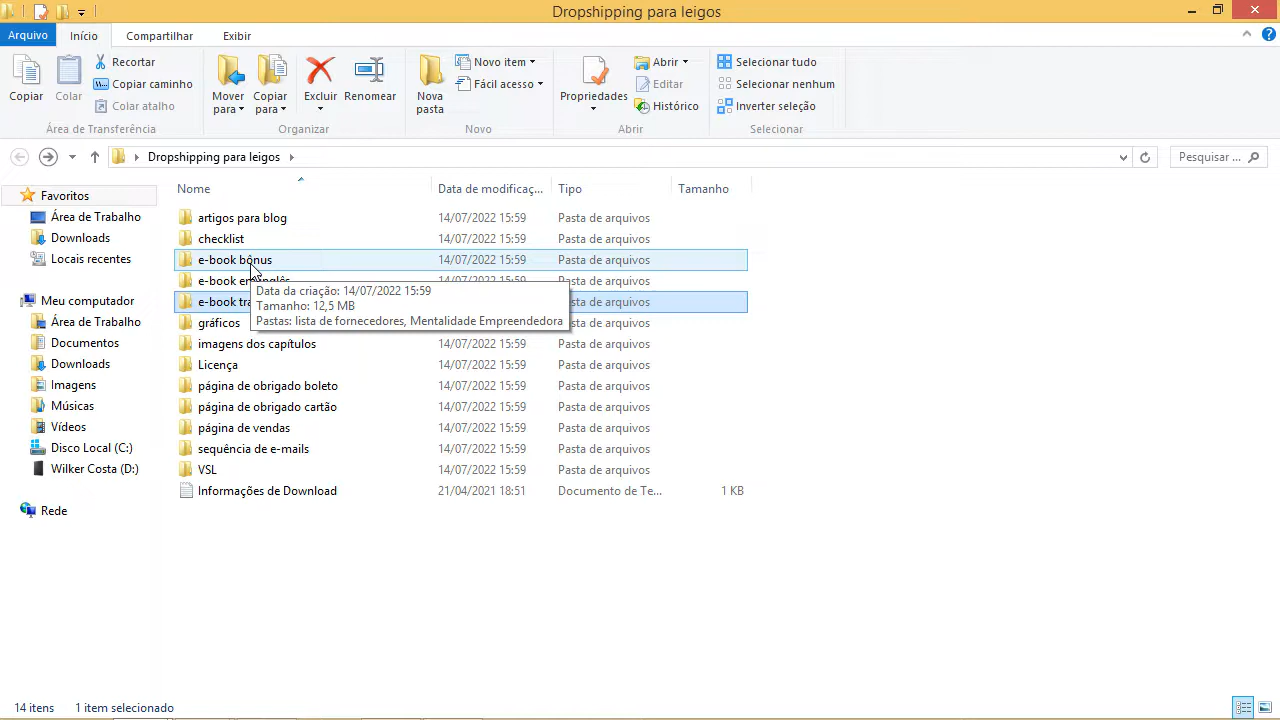 Dropshipping para leigos
Arquivo Início Compartilhar Exibir
Copiar
Colar
Recortar
Copiar caminho
Colar atalho
Área de Transferência
Mover para
Copiar para
Excluir
Renomear
Organizar
Nova pasta
Novo item
Fácil acesso
Novo
Propriedades
Abrir
Editar
Histórico
Abrir
Selecionar tudo
Selecionar nenhum
Inverter seleção
Selecionar
Dropshipping para leigos
Pesquisar ...
Favoritos
Área de Trabalho
Downloads
Locais recentes
Meu computador
Área de Trabalho
Documentos
Downloads
Imagens
Músicas
Vídeos
Disco Local (C:)
Wilker Costa (D:)
Rede
Nome Data de modificaç... Tipo Tamanho
artigos para blog 14/07/2022 15:59 Pasta de arquivos
checklist 14/07/2022 15:59 Pasta de arquivos
e-book bônus 14/07/2022 15:59 Pasta de arquivos
e-book em inglês 14/07/2022 15:59 Pasta de arquivos
e-book de arquivos
Data da criação: 14/07/2022 15:59
Tamanho: 12,5 MB
Pastas: lista de fornecedores, Mentalidade Empreendedora
gráficos de arquivos
imagens dos capítulos 14/07/2022 15:59 Pasta de arquivos
Licença 14/07/2022 15:59 Pasta de arquivos
página de obrigado boleto 14/07/2022 15:59 Pasta de arquivos
página de obrigado cartão 14/07/2022 15:59 Pasta de arquivos
página de vendas 14/07/2022 15:59 Pasta de arquivos
sequência de e-mails 14/07/2022 15:59 Pasta de arquivos
VSL 14/07/2022 15:59 Pasta de arquivos
Informações de Download 21/04/2021 18:51 Documento de Te... 1 KB
14 itens 1 item selecionado